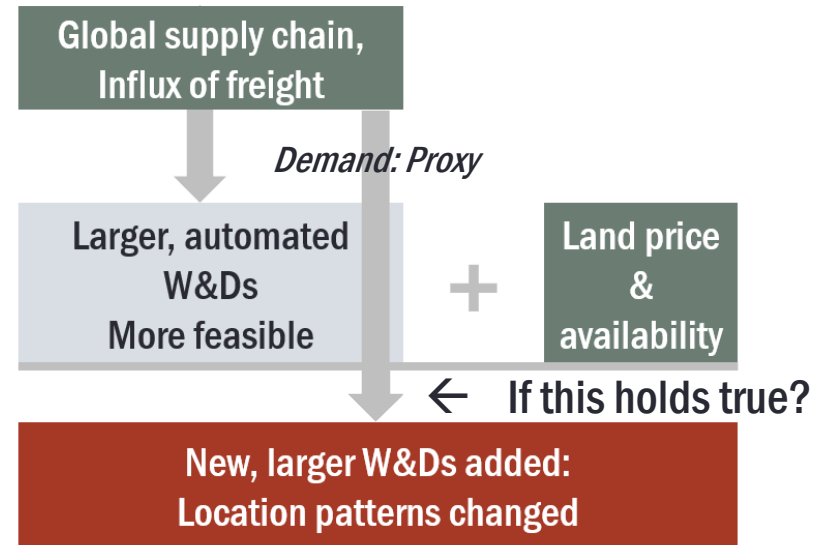 Global supply chain,
Influx of freight
Demand: Proxy
Larger, automated
W&Ds
More feasible
+
Land price
&
availability
← If this holds true?
New, larger W&Ds added:
Location patterns changed